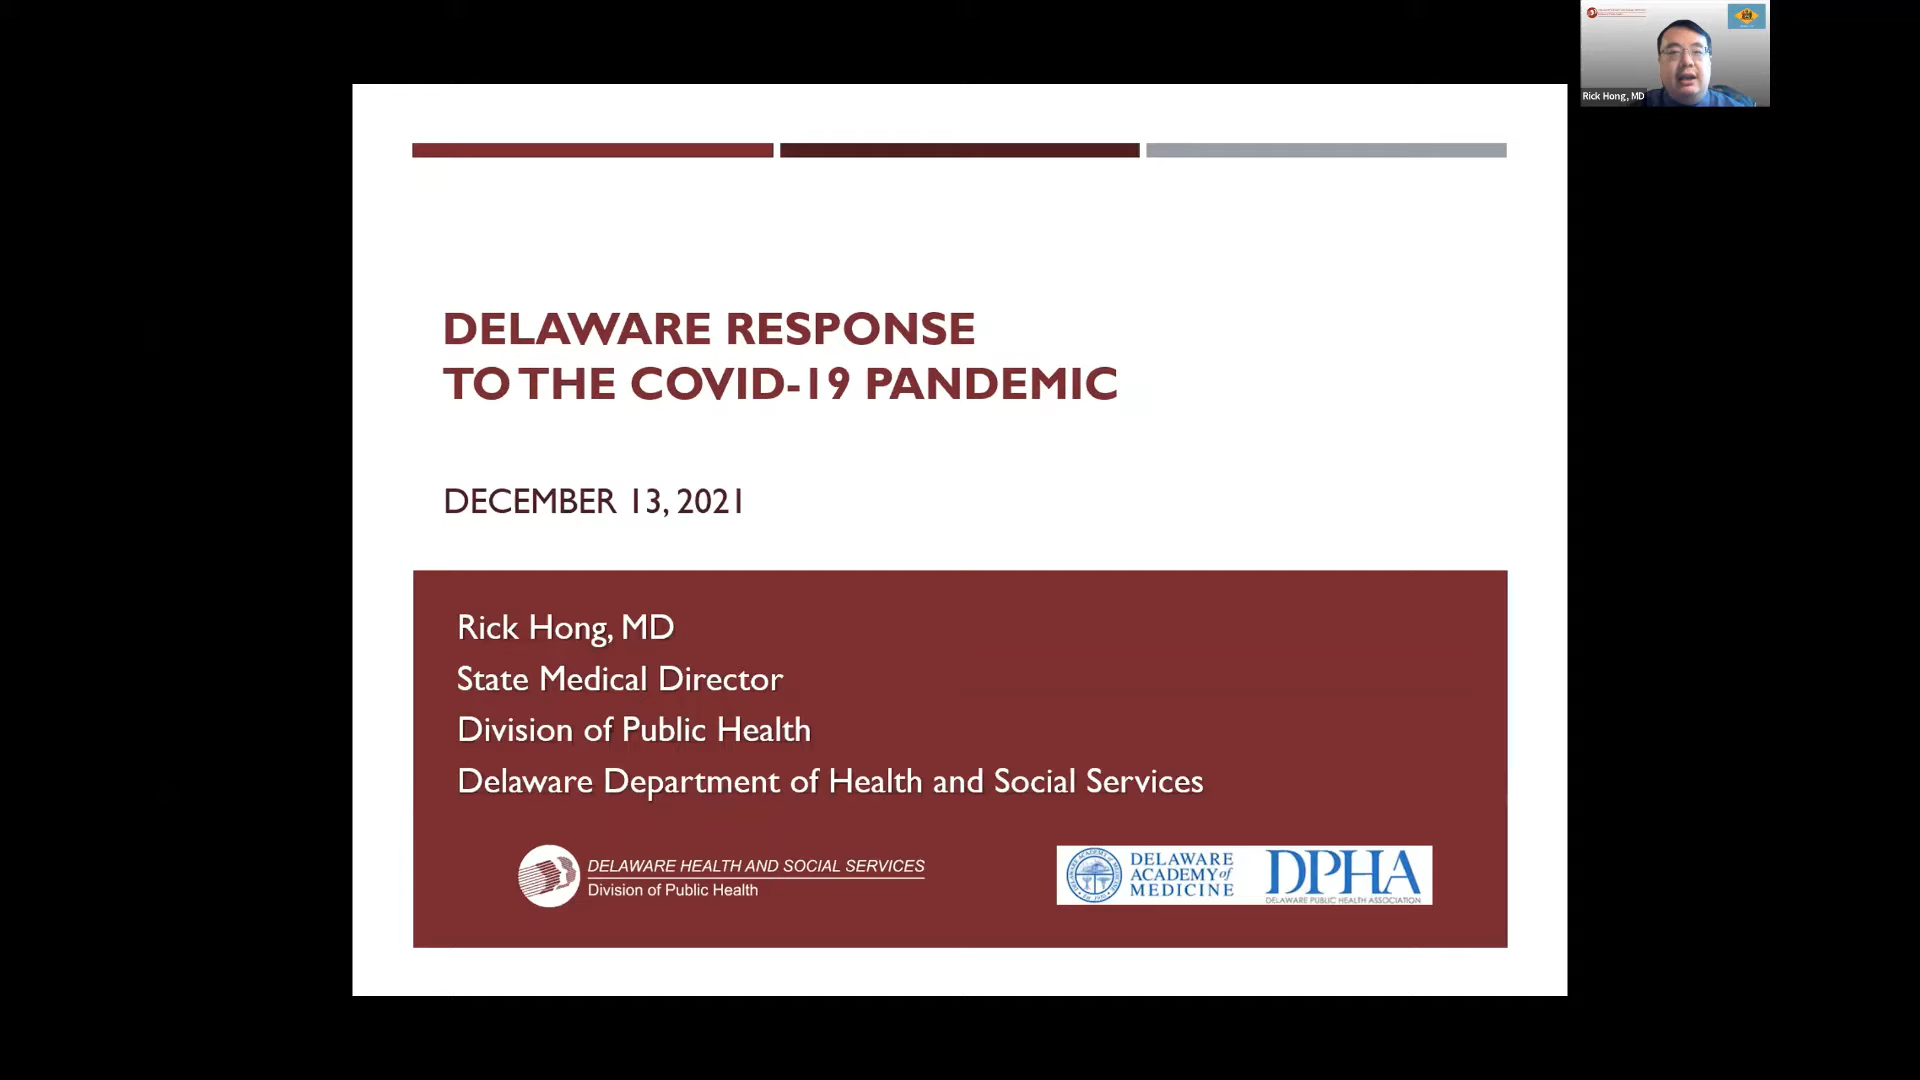 Rick Hong, MD
DELAWARE RESPONSE
TO THE COVID-19 PANDEMIC
DECEMBER 13, 2021
Rick Hong, MD
State Medical Director
Division of Public Health
Delaware Department of Health and Social Services
DELAWARE HEALTH AND SOCIAL SERVICES
Division of Public Health
DELAWARE
ACADEMY of
MEDICINE
DPHA
DELAWARE PUBLIC HEALTH ASSOCIATION